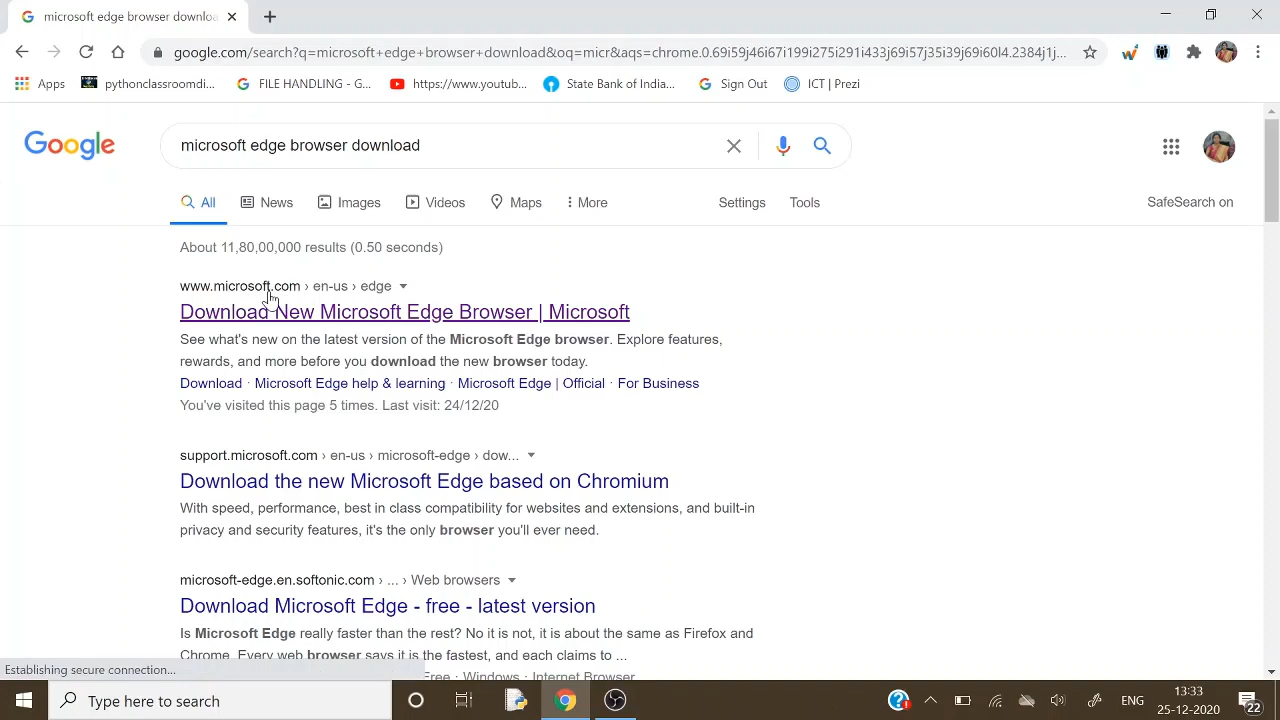 microsoft edge browser downloa
google.com/search?q=microsoft+edge+browser+download&oq=micr&aqs=chrome.0.69i59j46i67i199i275i291i433j69i57j35i39j69i60l4.2384j1j...
Apps pythonclassroomdi... FILE HANDLING - G... https://www.youtub... State Bank of India... Sign Out ICT | Prezi
Google microsoft edge browser download
All News Images Videos Maps More Settings Tools SafeSearch on
About 11,80,00,000 results (0.50 seconds)
www.microsoft.com › en-us › edge
Download New Microsoft Edge Browser | Microsoft
See what's new on the latest version of the Microsoft Edge browser. Explore features,
rewards, and more before you download the new browser today.
Download · Microsoft Edge help & learning · Microsoft Edge | Official · For Business
You've visited this page 5 times. Last visit: 24/12/20
support.microsoft.com › en-us › microsoft-edge › dow...
Download the new Microsoft Edge based on Chromium
With speed, performance, best in class compatibility for websites and extensions, and built-in
privacy and security features, it's the only browser you'll ever need.
microsoft-edge.en.softonic.com › ... › Web browsers
Download Microsoft Edge - free - latest version
Is Microsoft Edge really faster than the rest? No it is not, it is about the same as Firefox and
Chrome. Every web browser says it is the fastest, and each claims to ...
Establishing secure connection... Free · Windows · Internet Browser
Type here to search ENG 13:33
25-12-2020 22